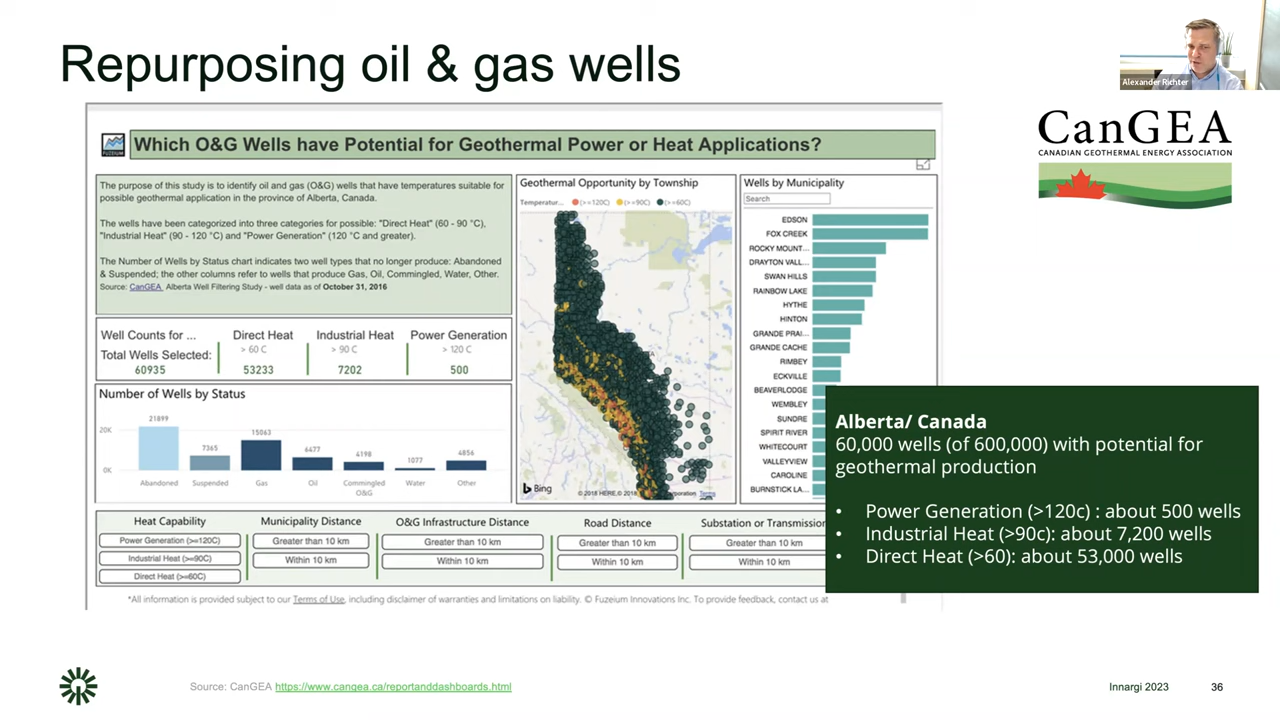 Repurposing oil & gas wells
Alexander Richter
CanGEA
CANADIAN GEOTHERMAL ENERGY ASSOCIATION
FUZEIUM
Which O&G Wells have Potential for Geothermal Power or Heat Applications?
The purpose of this study is to identify oil and gas (O&G) wells that have temperatures suitable for
possible geothermal application in the province of Alberta, Canada.
The wells have been categorized into three categories for possible: "Direct Heat" (60 - 90 °C),
"Industrial Heat" (90 - 120 °C) and "Power Generation" (120 °C and greater).
The Number of Wells by Status chart indicates two well types that no longer produce: Abandoned
& Suspended; the other columns refer to wells that produce Gas, Oil, Commingled, Water, Other.
Source: CanGEA Alberta Well Filtering Study - well data as of October 31, 2016
Well Counts for ... Direct Heat Industrial Heat Power Generation
> 60 C > 90 C > 120 C
Total Wells Selected:
60935 53233 7202 500
Number of Wells by Status
20K
0K
21899 7365 15063 6477 4198 1077 4856
Abandoned Suspended Gas Oil Commingled O&G Water Other
Geothermal Opportunity by Township
Temperatur... (>=120C) (>=90C) (>=60C)
Bing
© 2018 HERE,© 2018 orporation Terms
Wells by Municipality
Search
EDSON
FOX CREEK
ROCKY MOUNT...
DRAYTON VALL...
SWAN HILLS
RAINBOW LAKE
HYTHE
HINTON
GRANDE PRAI...
GRANDE CACHE
RIMBEY
ECKVILLE
BEAVERLODGE
WEMBLEY
SUNDRE
SPIRIT RIVER
WHITECOURT
VALLEYVIEW
CAROLINE
BURNSTICK LA...
Alberta/ Canada
60,000 wells (of 600,000) with potential for
geothermal production
• Power Generation (>120c) : about 500 wells
• Industrial Heat (>90c): about 7,200 wells
• Direct Heat (>60): about 53,000 wells
Heat Capability Municipality Distance O&G Infrastructure Distance Road Distance Substation or Transmission
Power Generation (>=120C) Greater than 10 km Greater than 10 km Greater than 10 km Greater than 10 km
Industrial Heat (>=90C) Within 10 km Within 10 km Within 10 km Within 10 km
Direct Heat (>=60C)
*All information is provided subject to our Terms of Use, including disclaimer of warranties and limitations on liability. © Fuzeium Innovations Inc. To provide feedback, contact us at
Source: CanGEA https://www.cangea.ca/reportanddashboards.html
Innargi 2023
36